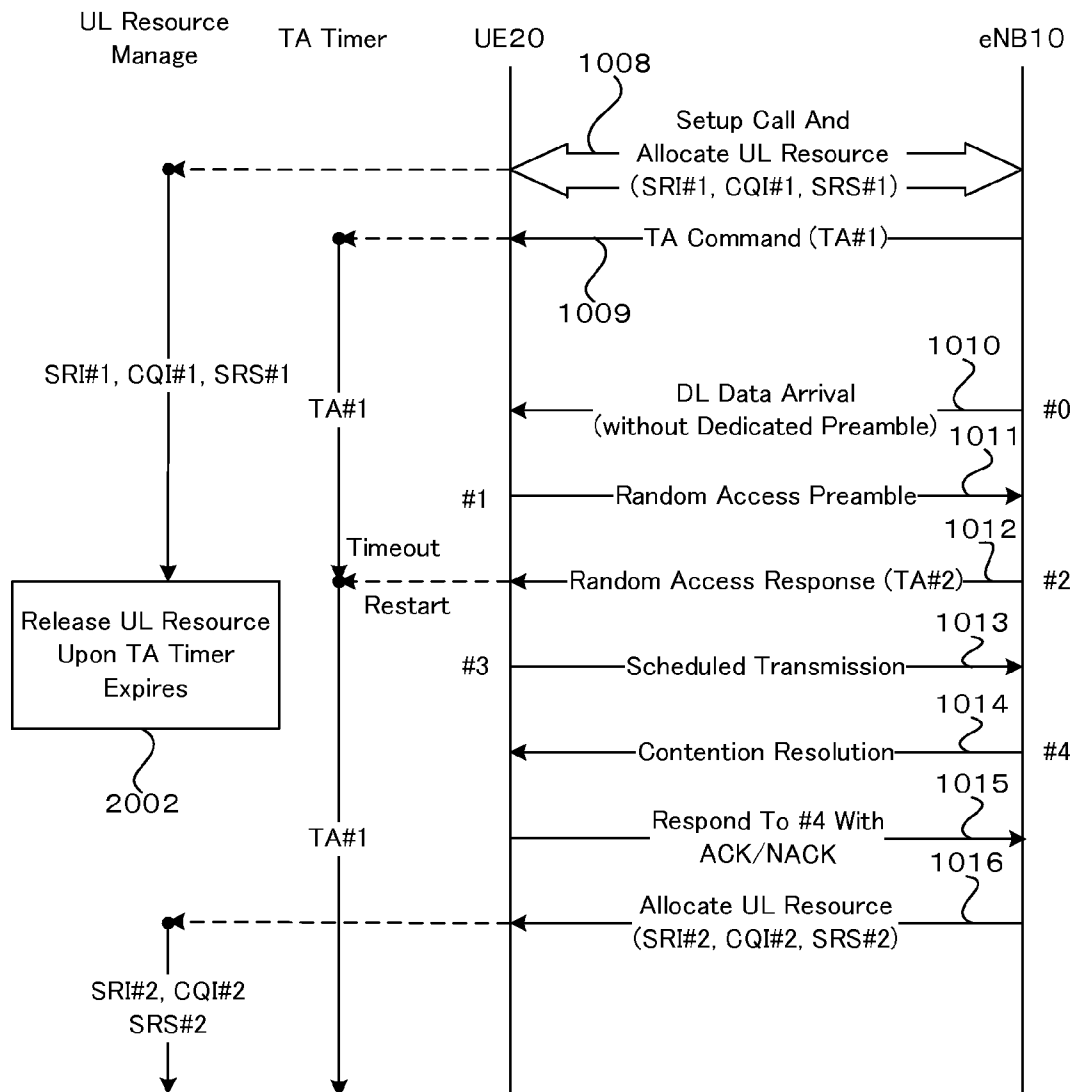 UL Resource
Manage
TA Timer
UE20
eNB10
1008
Setup Call And
Allocate UL Resource
(SRI#1, CQI#1, SRS#1)
TA Command (TA#1)
1009
SRI#1, CQI#1, SRS#1
TA#1
1010
DL Data Arrival
(without Dedicated Preamble)
#0
1011
#1
Random Access Preamble
1012
Timeout
Random Access Response (TA#2)
#2
Restart
Release UL Resource
Upon TA Timer
Expires
1013
#3
Scheduled Transmission
1014
Contention Resolution
#4
2002
1015
TA#1
Respond To #4 With
ACK/NACK
1016
Allocate UL Resource
(SRI#2, CQI#2, SRS#2)
SRI#2, CQI#2
SRS#2